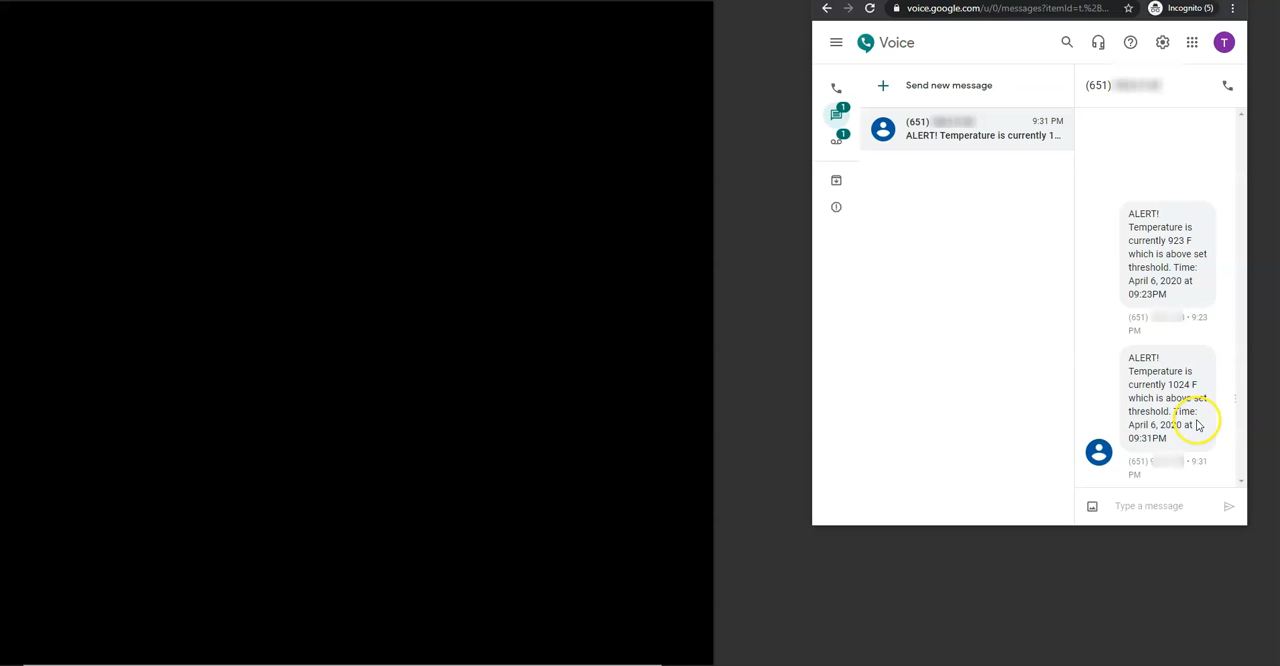 voice.google.com/u/0/messages?itemId=t.%2B...
Incognito (5)
Voice
T
Send new message
(651)
1
1
(651)
9:31 PM
ALERT! Temperature is currently 1...
ALERT!
Temperature is
currently 923 F
which is above set
threshold. Time:
April 6, 2020 at
09:23PM
(651) • 9:23
PM
ALERT!
Temperature is
currently 1024 F
which is above set
threshold. Time:
April 6, 2020 at
09:31PM
(651) • 9:31
PM
Type a message